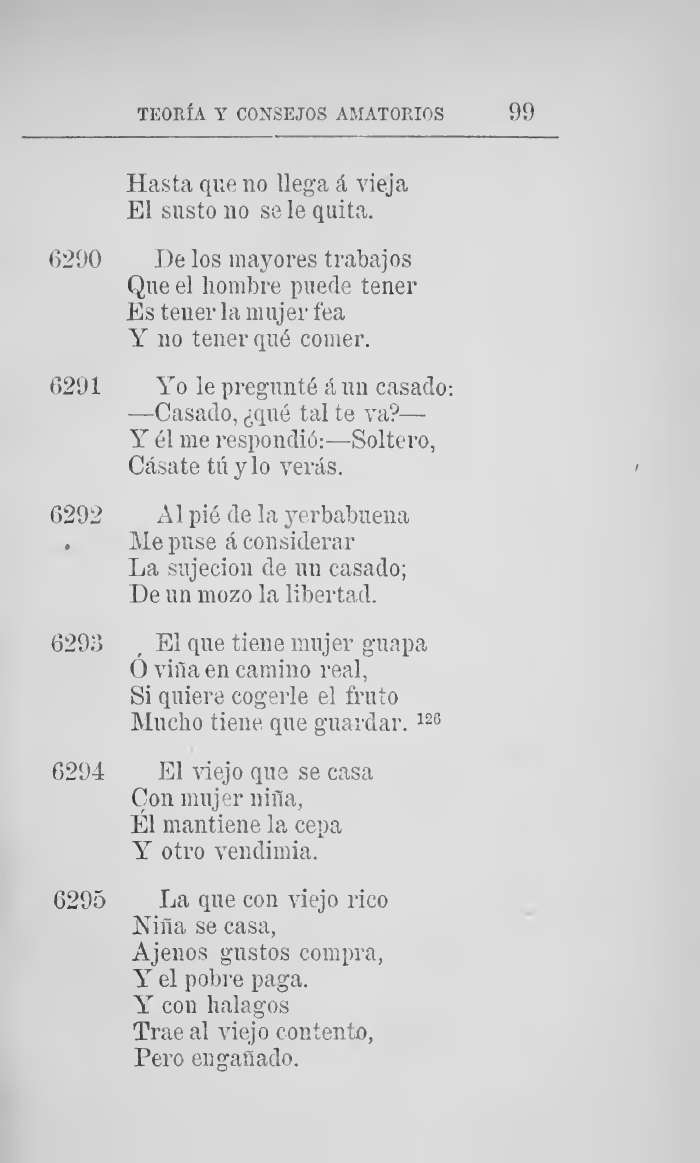 TEORÍA Y CONSEJOS AMATORIOS 99
Hasta que no llega á vieja
El susto no se le quita.
6290 De los mayores trabajos
Que el hombre puede tener
Es tener la mujer fea
Y no tener qué comer.
6291 Yo le pregunté á un casado:
—Casado, ¿qué tal te va?—
Y él me respondió:—Soltero,
Cásate tú y lo verás.
6292 Al pié de la yerbabuena
Me puse á considerar
La sujecion de un casado;
De un mozo la libertad.
6293 El que tiene mujer guapa
Ó viña en camino real,
Si quiere cogerle el fruto
Mucho tiene que guardar. 126
6294 El viejo que se casa
Con mujer niña,
Él mantiene la cepa
Y otro vendimia.
6295 La que con viejo rico
Niña se casa,
Ajenos gustos compra,
Y el pobre paga.
Y con halagos
Trae al viejo contento,
Pero engañado.